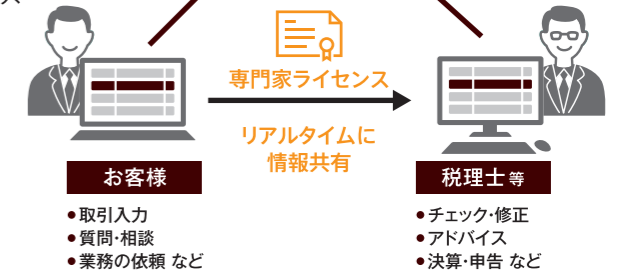 専門家ライセンス
リアルタイムに
情報共有
お客様
•取引入力
•質問・相談
•業務の依頼 など
税理士等
•チェック・修正
•アドバイス
•決算・申告 など